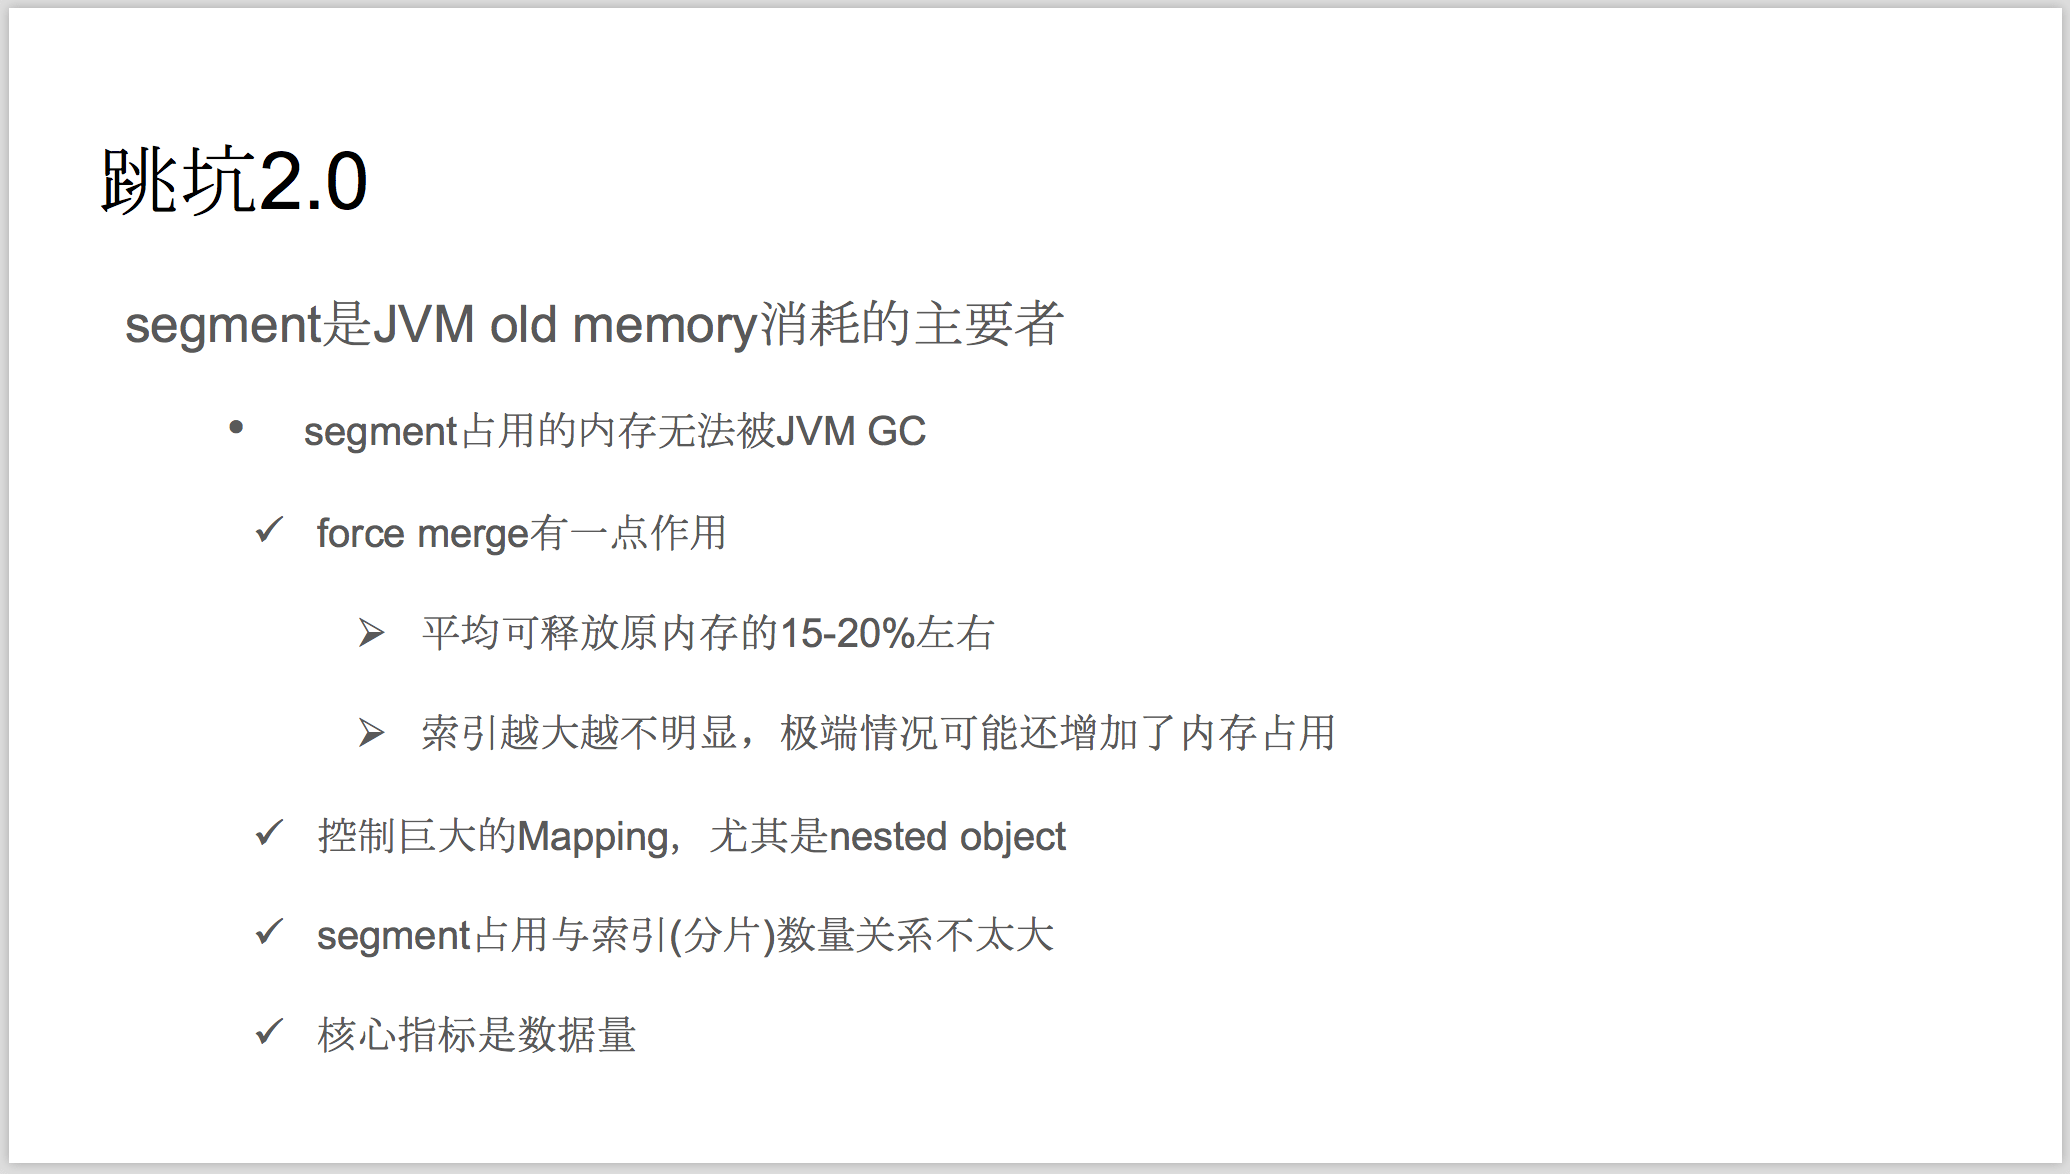 跳坑2.0
segment是JVM old memory消耗的主要者
• segment占用的内存无法被JVM GC
✓ force merge有一点作用
➢ 平均可释放原内存的15-20%左右
➢ 索引越大越不明显，极端情况可能还增加了内存占用
✓ 控制巨大的Mapping，尤其是nested object
✓ segment占用与索引(分片)数量关系不太大
✓ 核心指标是数据量